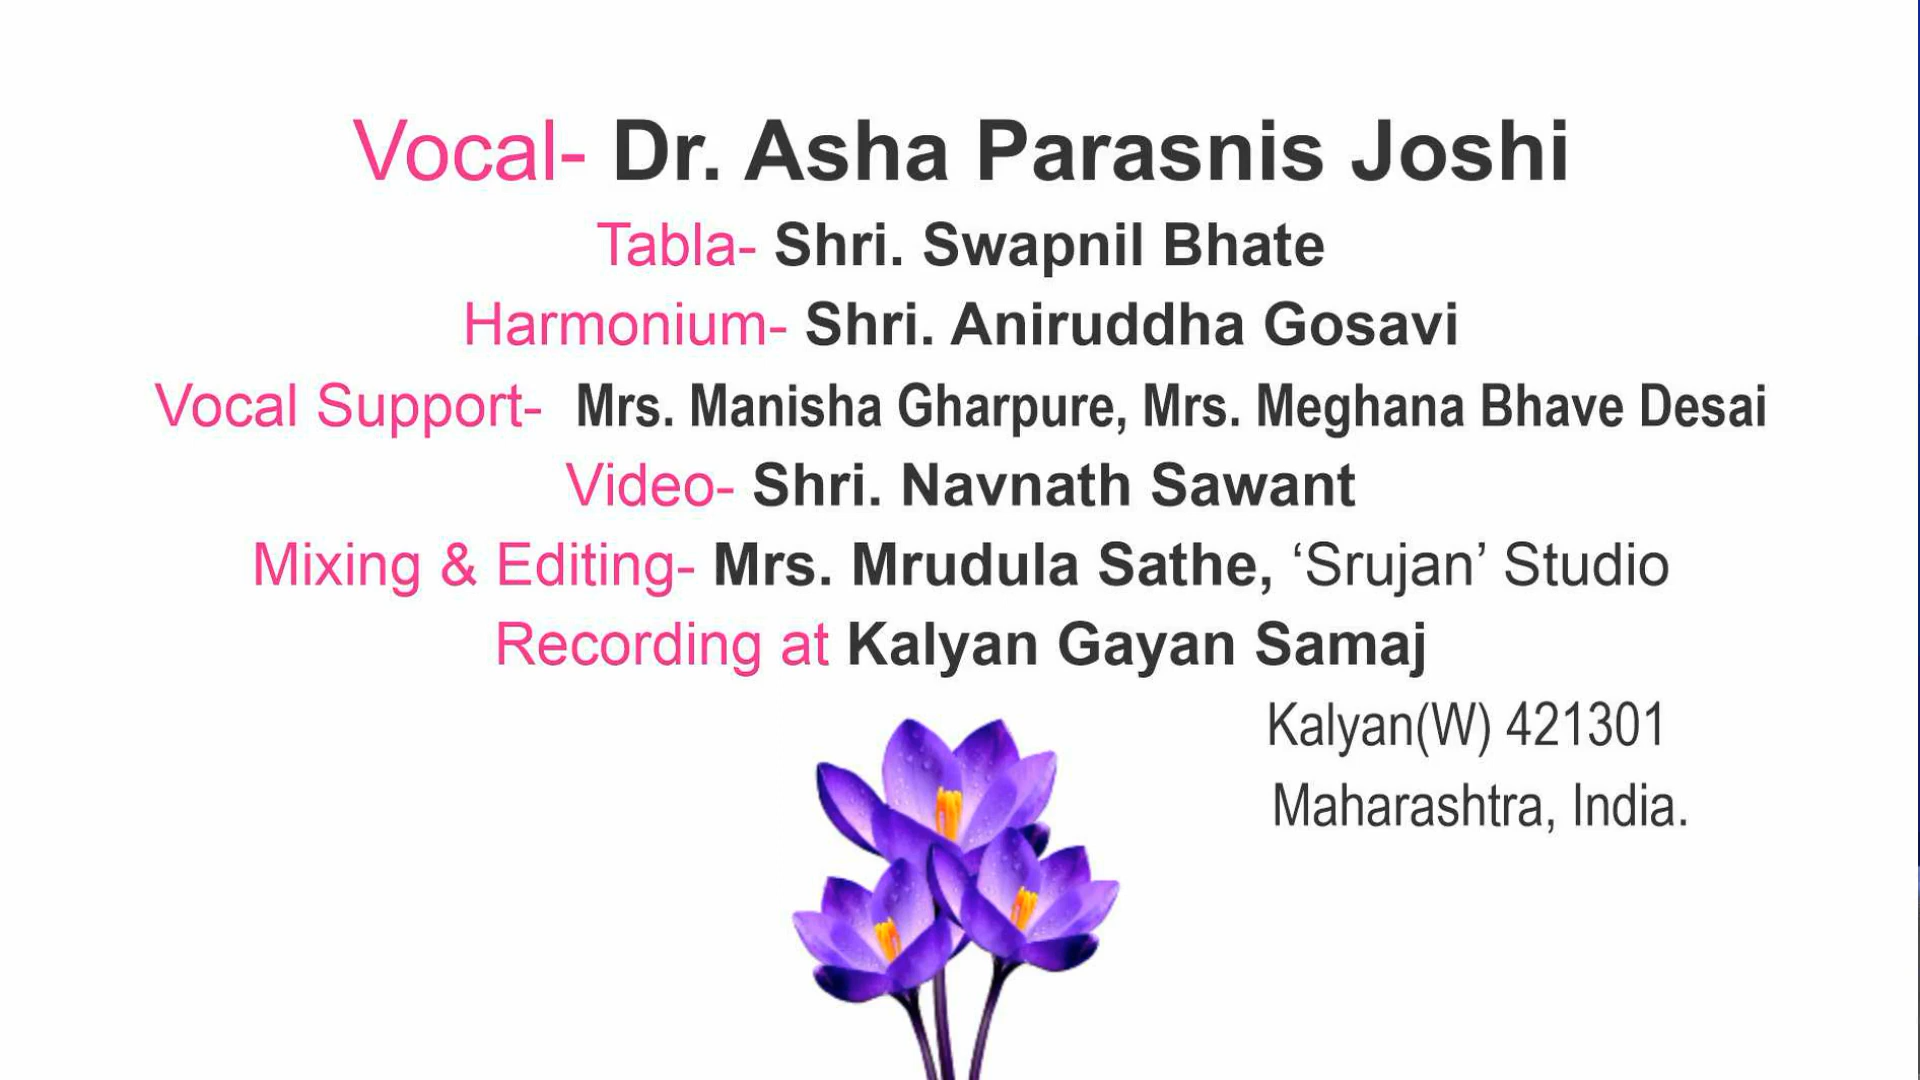 Vocal- Dr. Asha Parasnis Joshi
Tabla- Shri. Swapnil Bhate
Harmonium- Shri. Aniruddha Gosavi
Vocal Support- Mrs. Manisha Gharpure, Mrs. Meghana Bhave Desai
Video- Shri. Navnath Sawant
Mixing & Editing- Mrs. Mrudula Sathe, ‘Srujan’ Studio
Recording at Kalyan Gayan Samaj
Kalyan(W) 421301
Maharashtra, India.